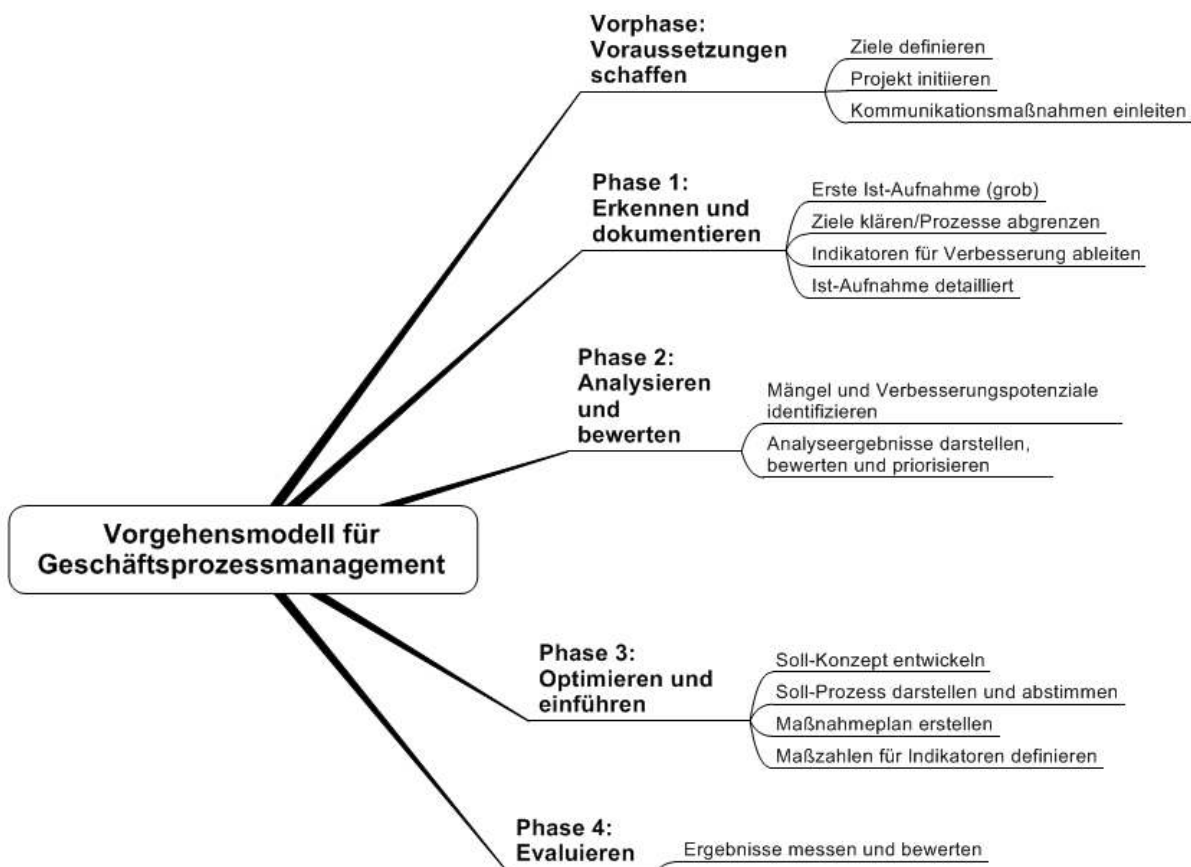 Vorphase:
Voraussetzungen
schaffen
Ziele definieren
Projekt initiieren
Kommunikationsmaßnahmen einleiten
Phase 1:
Erkennen und
dokumentieren
Erste Ist-Aufnahme (grob)
Ziele klären/Prozesse abgrenzen
Indikatoren für Verbesserung ableiten
Ist-Aufnahme detailliert
Phase 2:
Analysieren
und
bewerten
Mängel und Verbesserungspotenziale
identifizieren
Analyseergebnisse darstellen,
bewerten und priorisieren
Vorgehensmodell für
Geschäftsprozessmanagement
Phase 3:
Optimieren und
einführen
Soll-Konzept entwickeln
Soll-Prozess darstellen und abstimmen
Maßnahmeplan erstellen
Maßzahlen für Indikatoren definieren
Phase 4:
Evaluieren
Ergebnisse messen und bewerten